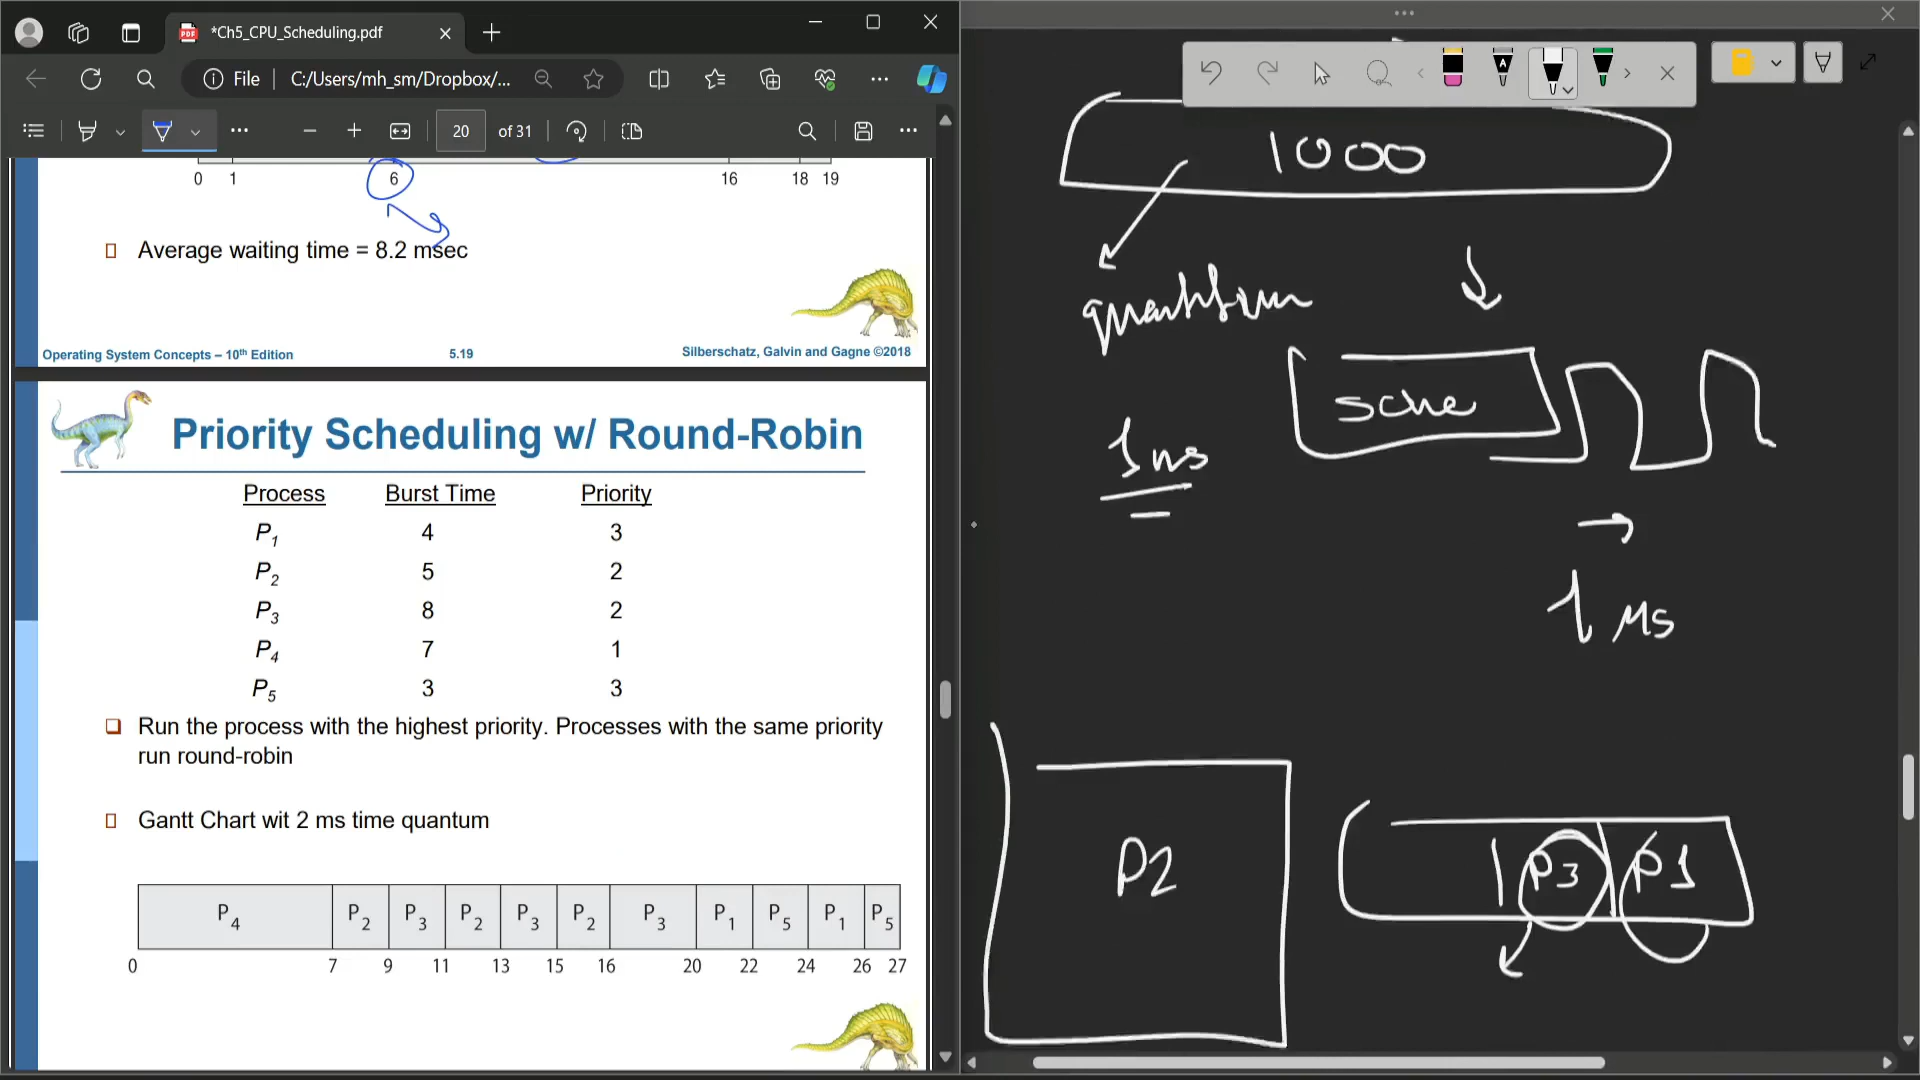 *Ch5_CPU_Scheduling.pdf
File
C:/Users/mh_sm/Dropbox/...
20 of 31
0 1 6 16 18 19
Average waiting time = 8.2 msec
Operating System Concepts – 10th Edition 5.19 Silberschatz, Galvin and Gagne ©2018
Priority Scheduling w/ Round-Robin
Process Burst Time Priority
P1 4 3
P2 5 2
P3 8 2
P4 7 1
P5 3 3
Run the process with the highest priority. Processes with the same priority
run round-robin
Gantt Chart wit 2 ms time quantum
P4 P2 P3 P2 P3 P2 P3 P1 P5 P1 P5
0 7 9 11 13 15 16 20 22 24 26 27
1000
quantum
sche
1 ns
1 µs
P2
P3 P1